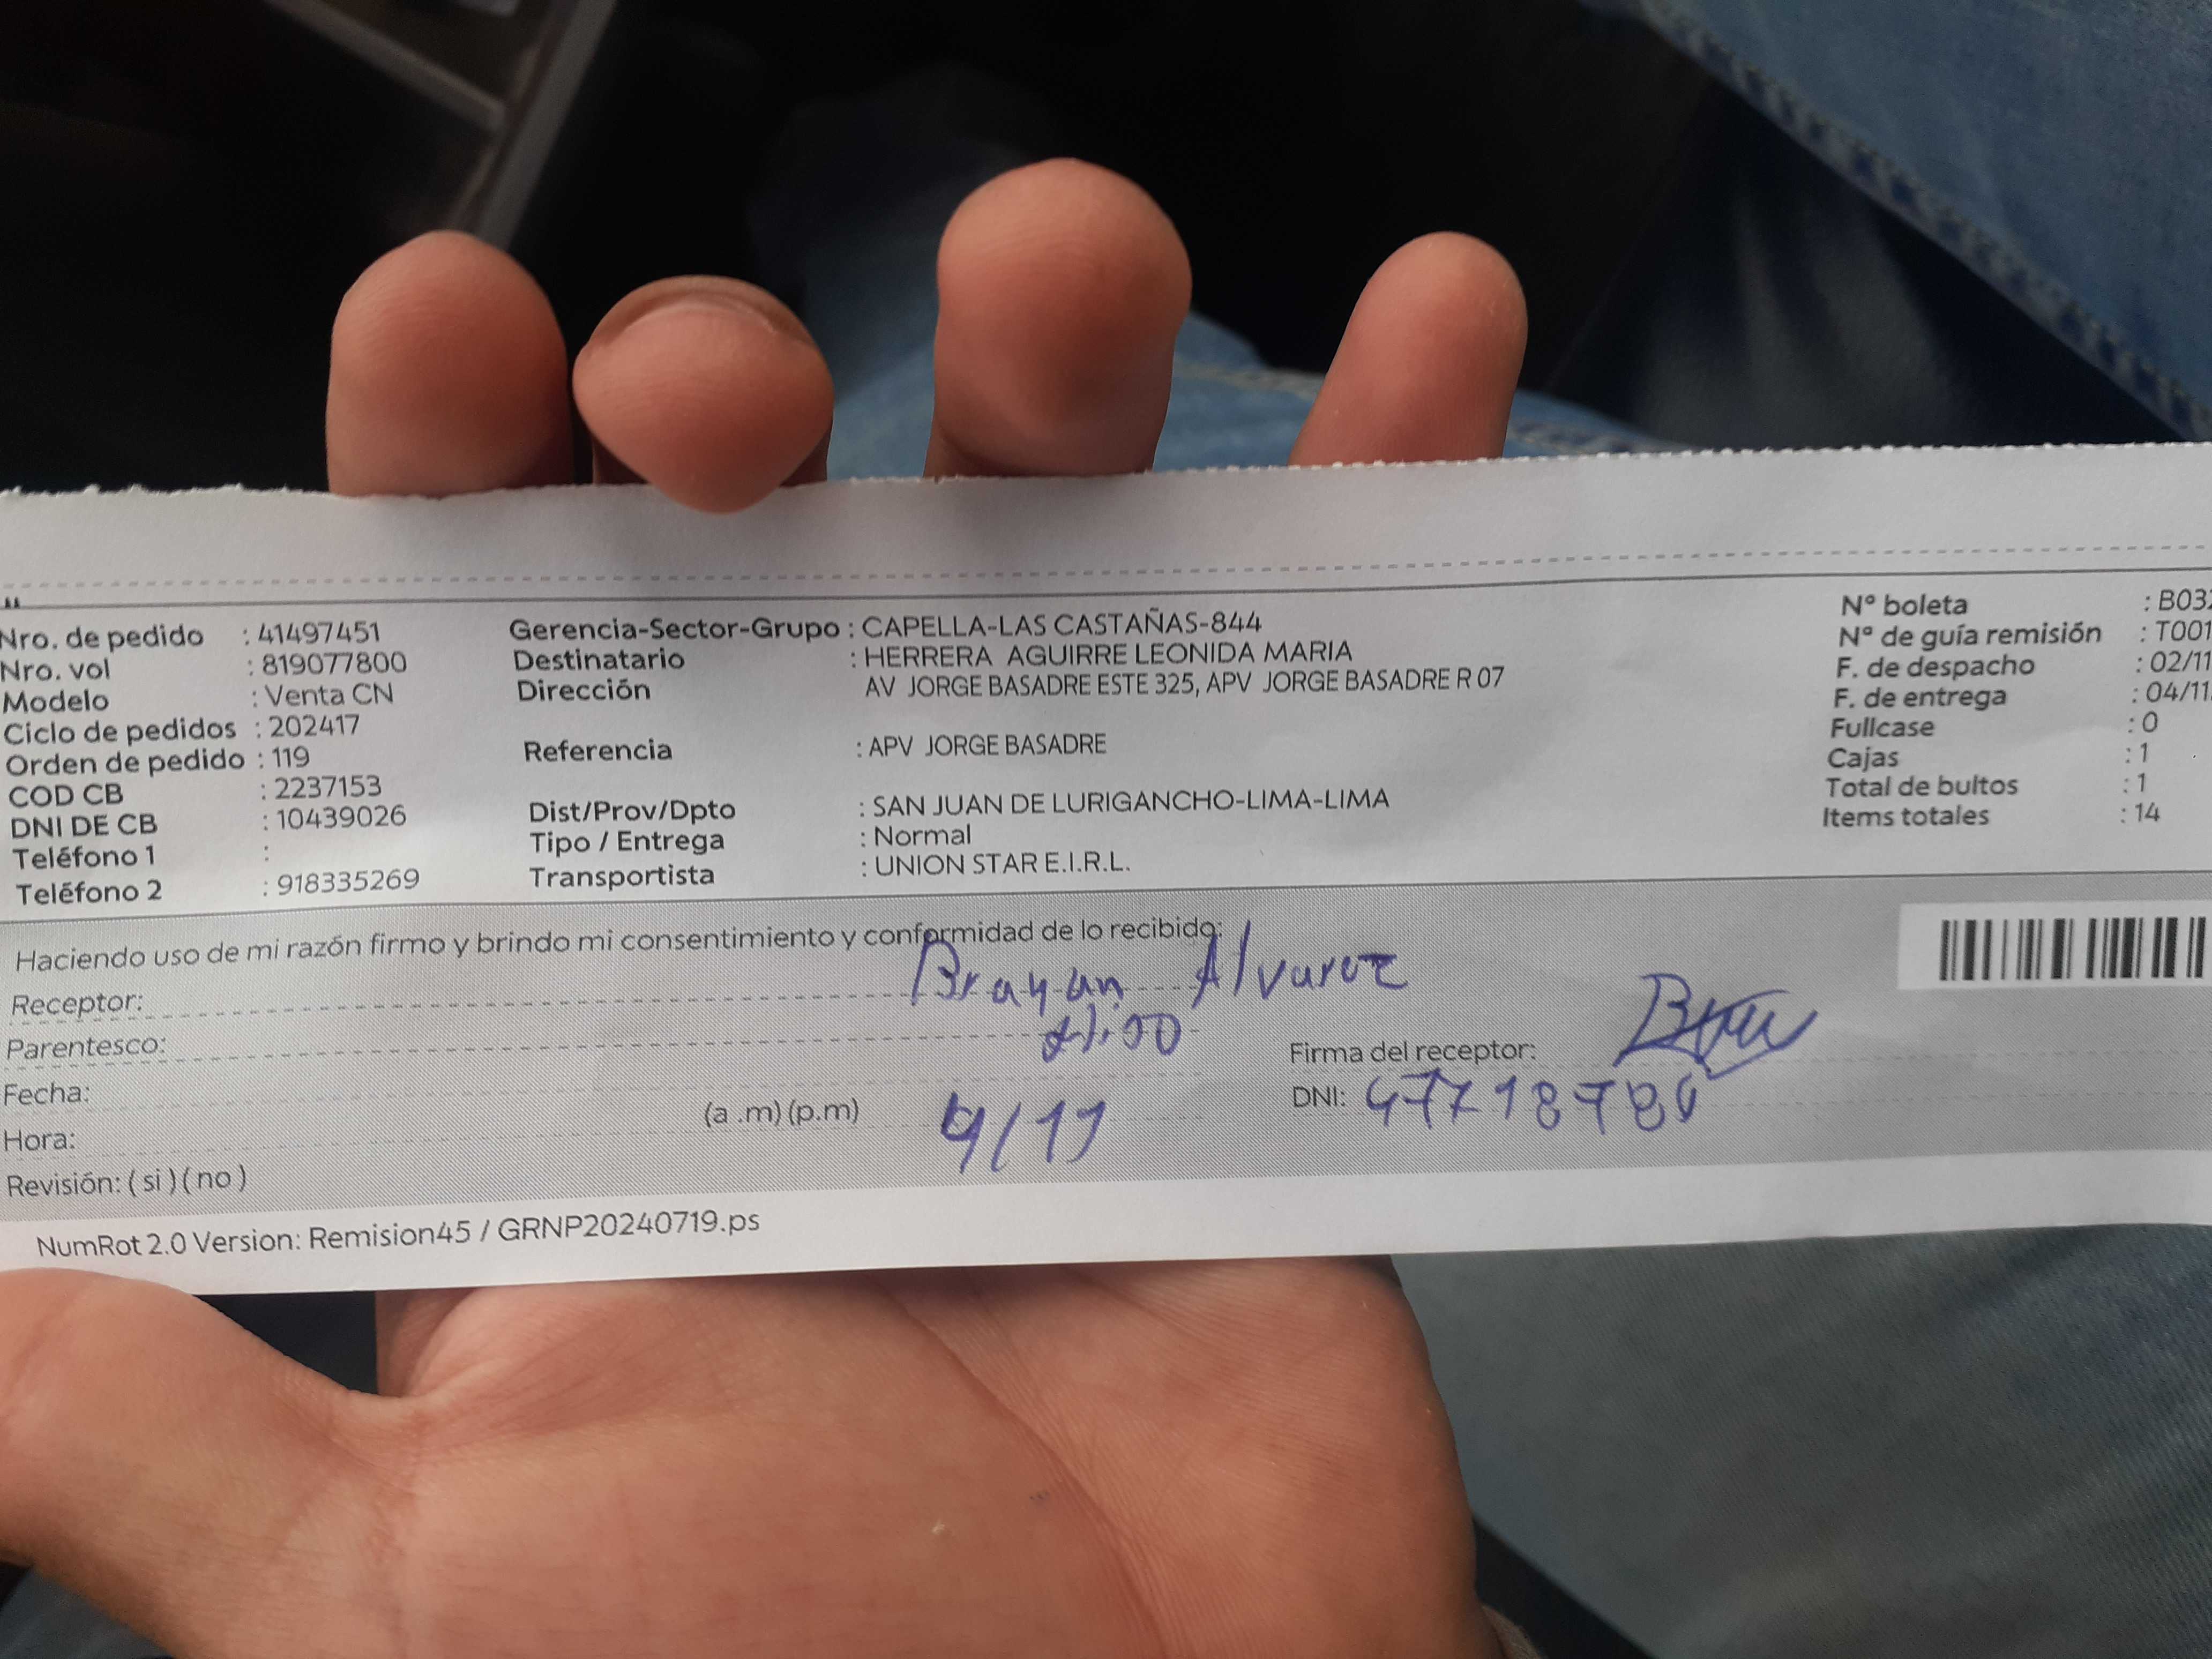 Nro. de pedido : 41497451
Nro. vol : 819077800
Modelo : Venta CN
Ciclo de pedidos : 202417
Orden de pedido : 119
COD CB : 2237153
DNI DE CB : 10439026
Teléfono 1 :
Teléfono 2 : 918335269
Gerencia-Sector-Grupo : CAPELLA-LAS CASTAÑAS-844
Destinatario : HERRERA AGUIRRE LEONIDA MARIA
Dirección AV JORGE BASADRE ESTE 325, APV JORGE BASADRE R 07
Referencia : APV JORGE BASADRE
Dist/Prov/Dpto : SAN JUAN DE LURIGANCHO-LIMA-LIMA
Tipo / Entrega : Normal
Transportista : UNION STAR E.I.R.L.
Nº boleta : B03
Nº de guía remisión : T001
F. de despacho : 02/11
F. de entrega : 04/11
Fullcase : 0
Cajas : 1
Total de bultos : 1
Items totales : 14
Haciendo uso de mi razón firmo y brindo mi consentimiento y conformidad de lo recibido:
Receptor: Brayan Alvarez
Parentesco:
Fecha:
Hora: (a .m) (p.m) 4/11
Revisión: ( si ) ( no )
Firma del receptor:
DNI:
NumRot 2.0 Version: Remision45 / GRNP20240719.ps